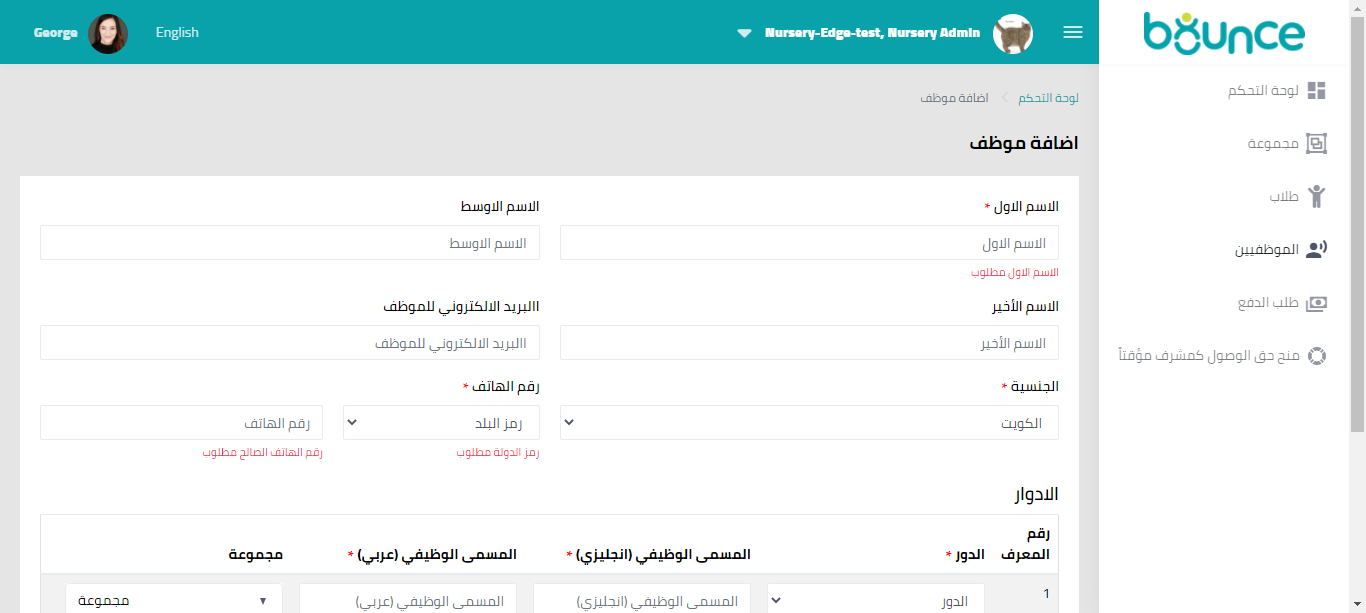 bounce
Nursery-Edge-test, Nursery Admin
English
George
لوحة التحكم
مجموعة
طلاب
الموظفيين
طلب الدفع
منح حق الوصول كمشرف مؤقتاً
لوحة التحكم
اضافة موظف
اضافة موظف
الاسم الاول *
الاسم الاوسط
الاسم الاول
الاسم الاوسط
الاسم الاول مطلوب
الاسم الأخير
االبريد الالكتروني للموظف
الاسم الأخير
االبريد الالكتروني للموظف
الجنسية *
رقم الهاتف *
الكويت
رمز البلد
رقم الهاتف
رمز الدولة مطلوب
رقم الهاتف الصالح مطلوب
الادوار
رقم المعرف
الدور *
المسمى الوظيفي (انجليزي) *
المسمى الوظيفي (عربي) *
مجموعة
1
الدور
المسمى الوظيفي (انجليزي)
المسمى الوظيفي (عربي)
مجموعة